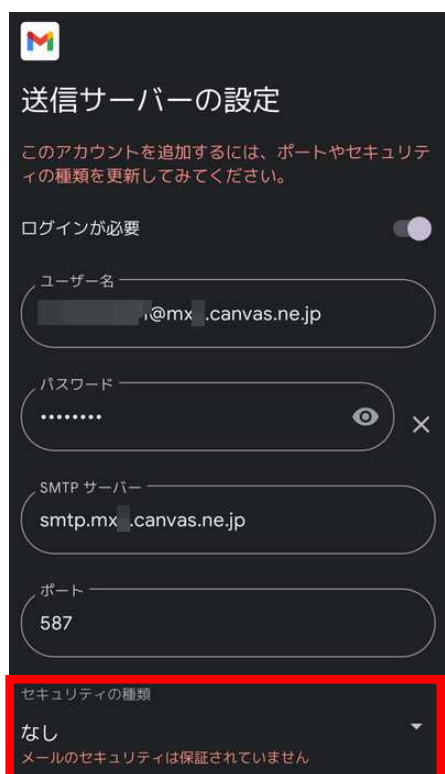 送信サーバーの設定
このアカウントを追加するには、ポートやセキュリテ
ィの種類を更新してみてください。
ログインが必要
ユーザー名
@mx .canvas.ne.jp
パスワード
••••••••
SMTP サーバー
smtp.mx .canvas.ne.jp
ポート
587
セキュリティの種類
なし
メールのセキュリティは保証されていません